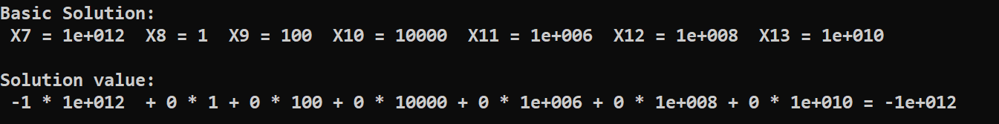 Basic Solution:
X7 = 1e+012  X8 = 1  X9 = 100  X10 = 10000  X11 = 1e+006  X12 = 1e+008  X13 = 1e+010
Solution value:
-1 * 1e+012  + 0 * 1 + 0 * 100 + 0 * 10000 + 0 * 1e+006 + 0 * 1e+008 + 0 * 1e+010 = -1e+012